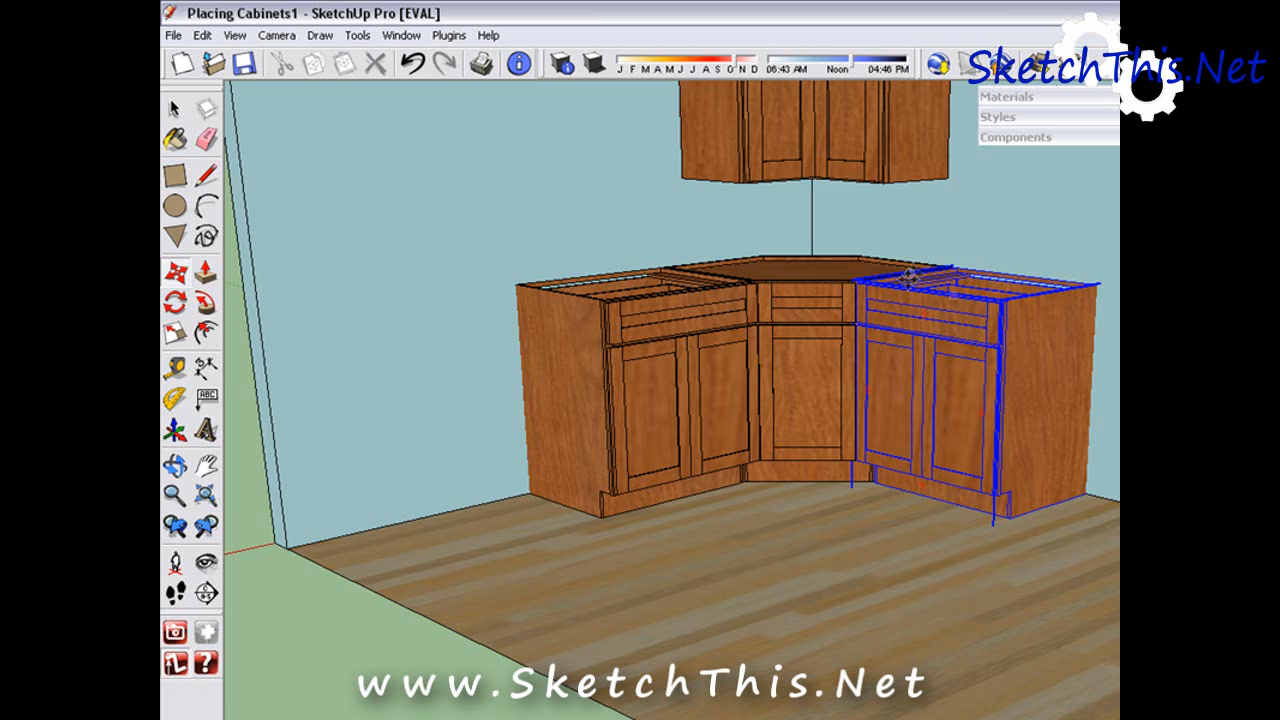 Placing Cabinets1 - SketchUp Pro [EVAL]
File Edit View Camera Draw Tools Window Plugins Help
J F M A M J J A S O N D 06:43 AM Noon 04:46 PM
SketchThis.Net
Materials
Styles
Components
ABC
www.SketchThis.Net